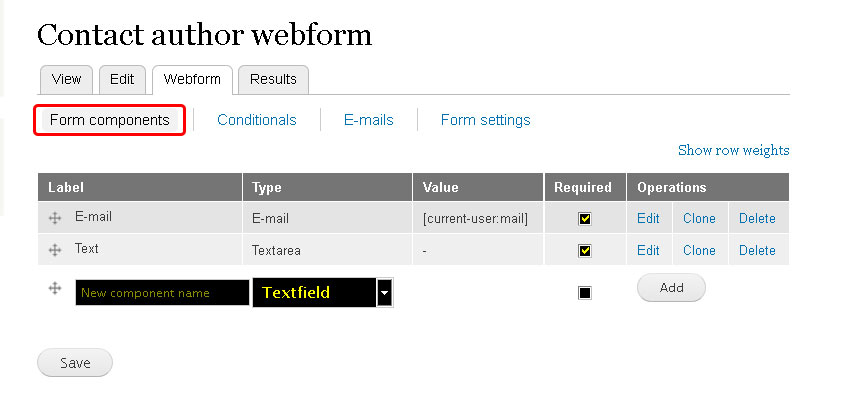 Contact author webform
View Edit Webform Results
Form components Conditionals E-mails Form settings
Show row weights
Label Type Value Required Operations
E-mail E-mail [current-user:mail] Edit Clone Delete
Text Textarea - Edit Clone Delete
New component name Textfield Add
Save